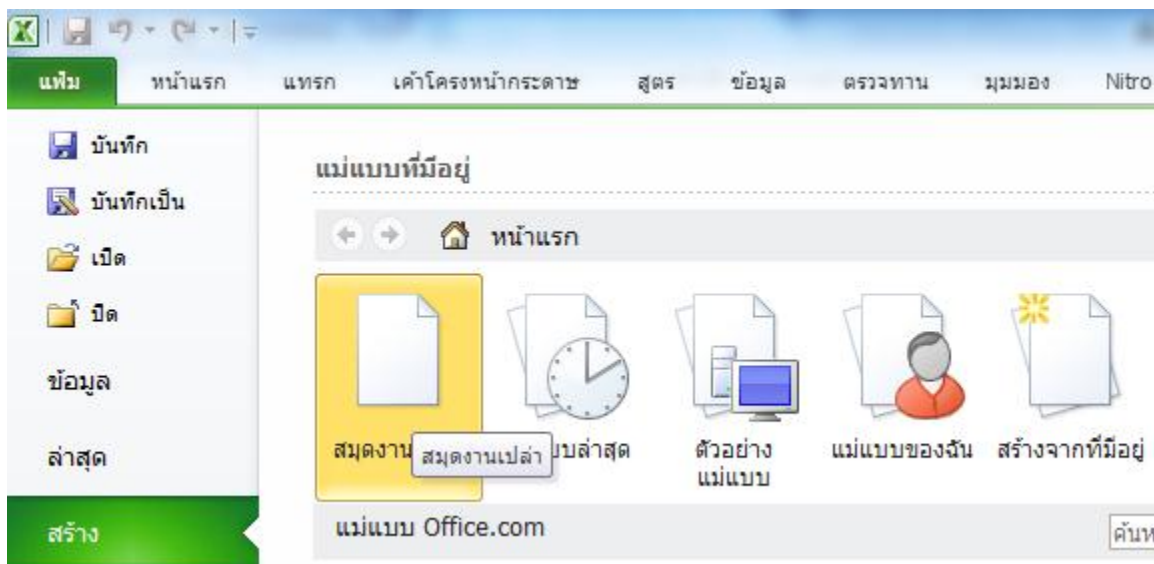 แฟ้ม หน้าแรก แทรก เค้าโครงหน้ากระดาษ สูตร ข้อมูล ตรวจทาน มุมมอง Nitro
บันทึก
บันทึกเป็น
เปิด
ปิด
ข้อมูล
ล่าสุด
สร้าง
แม่แบบที่มีอยู่
หน้าแรก
สมุดงาน สมุดงานเปล่า บบล่าสุด ตัวอย่าง แม่แบบของฉัน สร้างจากที่มีอยู่
แม่แบบ
แม่แบบ Office.com
ค้นห